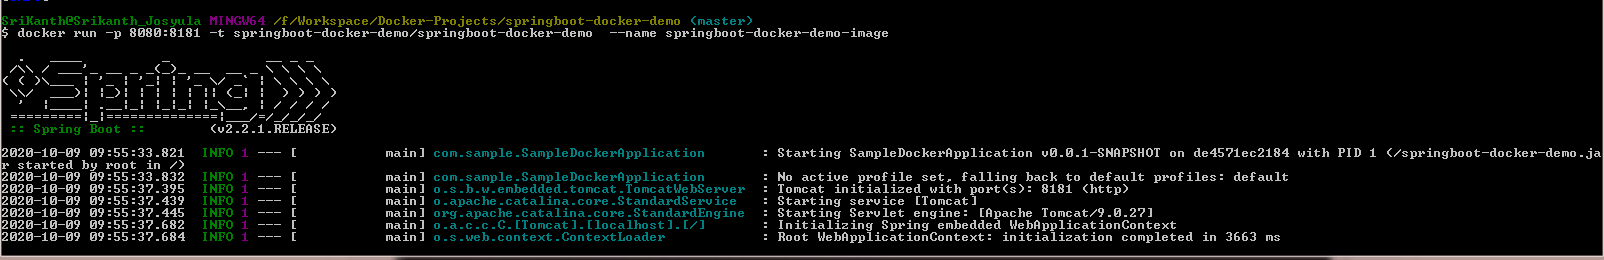 SriKanth@Srikanth_Josyula MINGW64 /f/Workspace/Docker-Projects/springboot-docker-demo (master)
$ docker run -p 8080:8181 -t springboot-docker-demo/springboot-docker-demo  --name springboot-docker-demo-image
:: Spring Boot ::        (v2.2.1.RELEASE)
2020-10-09 09:55:33.821  INFO 1 --- [           main] com.sample.SampleDockerApplication       : Starting SampleDockerApplication v0.0.1-SNAPSHOT on de4571ec2184 with PID 1 (/springboot-docker-demo.ja
r started by root in /)
2020-10-09 09:55:33.832  INFO 1 --- [           main] com.sample.SampleDockerApplication       : No active profile set, falling back to default profiles: default
2020-10-09 09:55:37.395  INFO 1 --- [           main] o.s.b.w.embedded.tomcat.TomcatWebServer  : Tomcat initialized with port(s): 8181 (http)
2020-10-09 09:55:37.439  INFO 1 --- [           main] o.apache.catalina.core.StandardService   : Starting service [Tomcat]
2020-10-09 09:55:37.445  INFO 1 --- [           main] org.apache.catalina.core.StandardEngine  : Starting Servlet engine: [Apache Tomcat/9.0.27]
2020-10-09 09:55:37.682  INFO 1 --- [           main] o.a.c.c.C.[Tomcat].[localhost].[/]       : Initializing Spring embedded WebApplicationContext
2020-10-09 09:55:37.684  INFO 1 --- [           main] o.s.web.context.ContextLoader            : Root WebApplicationContext: initialization completed in 3663 ms